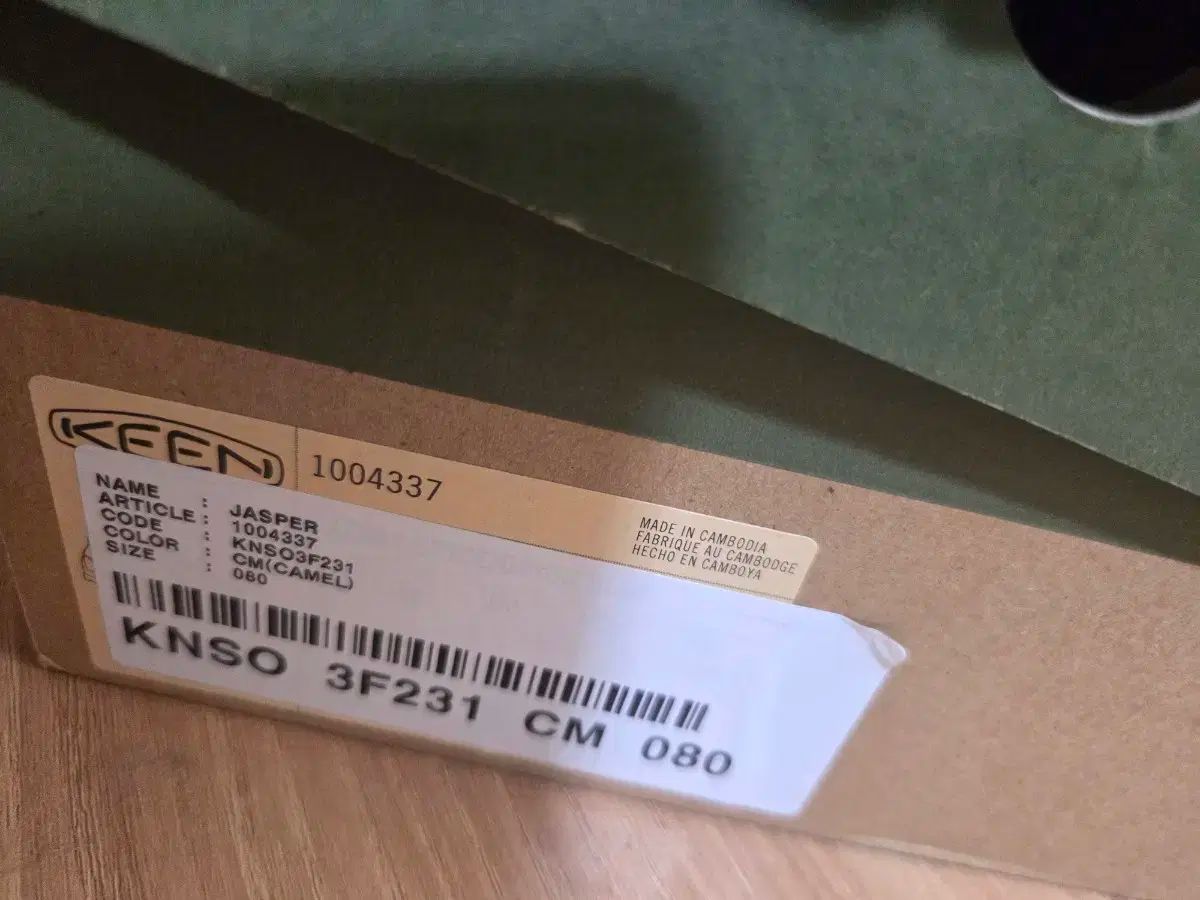 KEEN
1004337
MADE IN CAMBODIA
FABRIQUE AU CAMBODGE
HECHO EN CAMBOYA
NAME : JASPER
ARTICLE : 1004337
CODE : KNSO3F231
COLOR : CM(CAMEL)
SIZE : 080
KNSO 3F231 CM 080